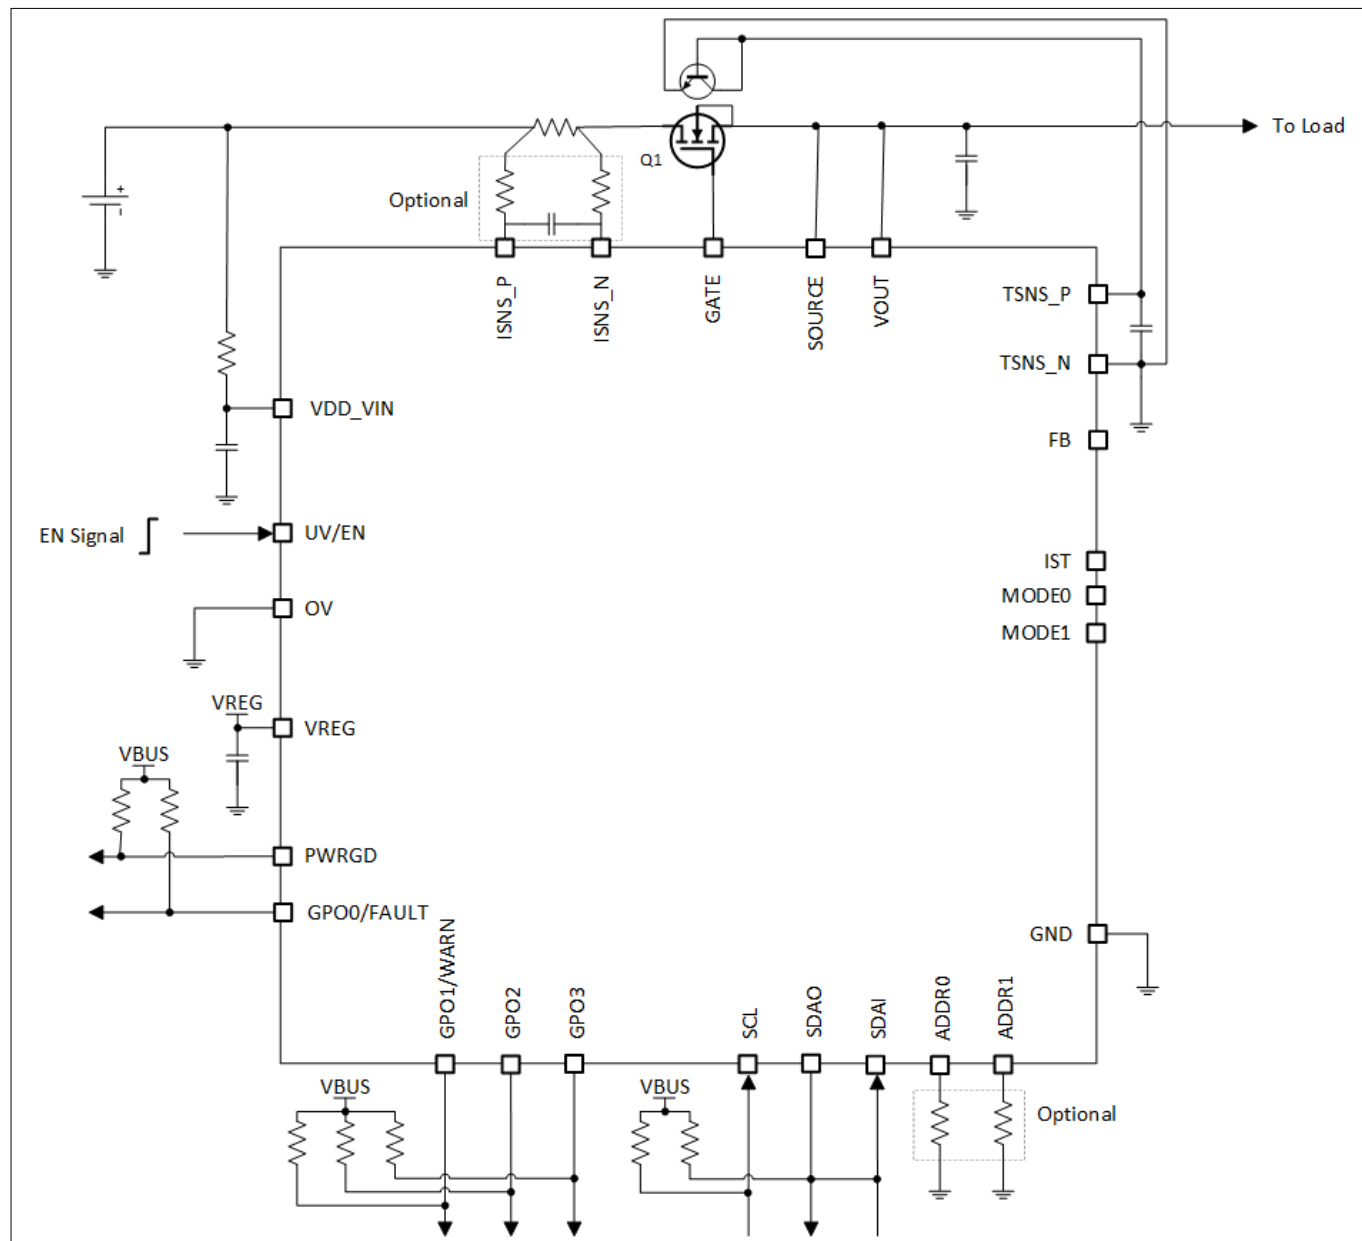 To Load
Q1
+
-
Optional
ISNS_P
ISNS_N
GATE
SOURCE
VOUT
TSNS_P
TSNS_N
VDD_VIN
FB
EN Signal
UV/EN
IST
MODE0
OV
MODE1
VREG
VREG
VBUS
PWRGD
GPO0/FAULT
GND
GPO1/WARN
GPO2
GPO3
SCL
SDAO
SDAI
ADDR0
ADDR1
VBUS
VBUS
Optional